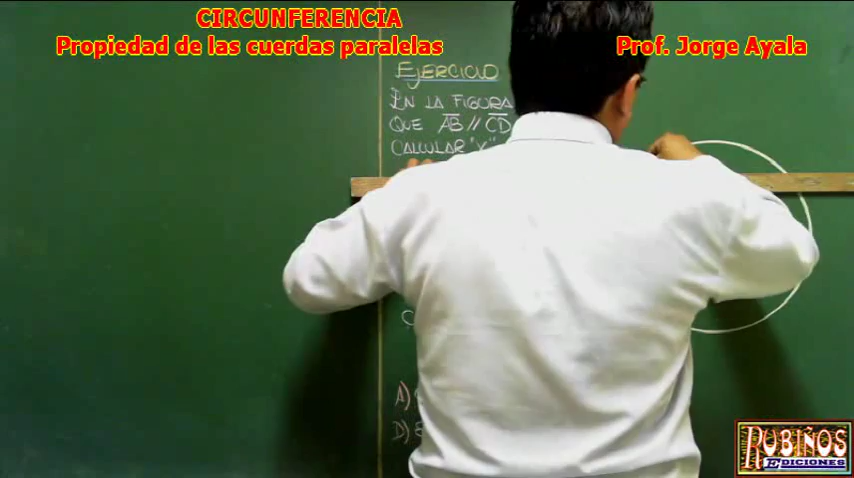 CIRCUNFERENCIA
Propiedad de las cuerdas paralelas
Prof. Jorge Ayala
EJERCICIO
EN LA FIGURA
QUE AB // CD
CALCULAR "X"
C
A)
D)
RUBIÑOS
EDICIONES